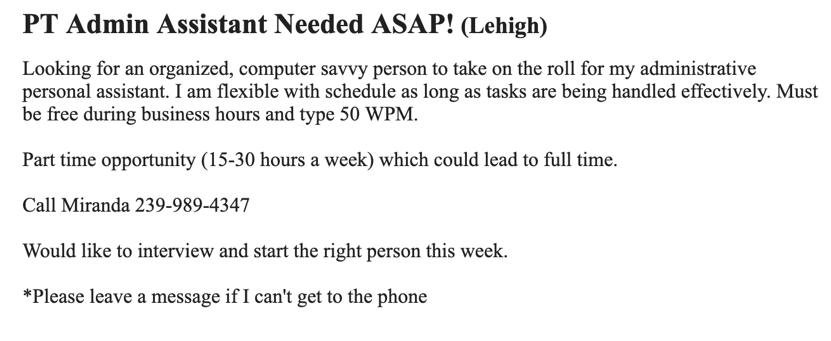 PT Admin Assistant Needed ASAP! (Lehigh)
Looking for an organized, computer savvy person to take on the roll for my administrative
personal assistant. I am flexible with schedule as long as tasks are being handled effectively. Must
be free during business hours and type 50 WPM.
Part time opportunity (15-30 hours a week) which could lead to full time.
Call Miranda 239-989-4347
Would like to interview and start the right person this week.
*Please leave a message if I can't get to the phone